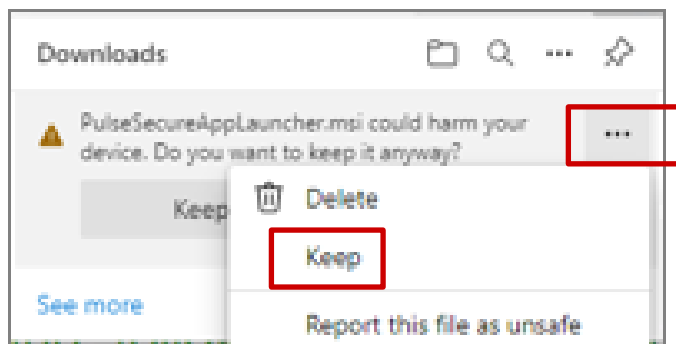 Downloads
PulseSecureAppLauncher.msi could harm your
device. Do you want to keep it anyway?
Keep
Delete
Keep
See more
Report this file as unsafe